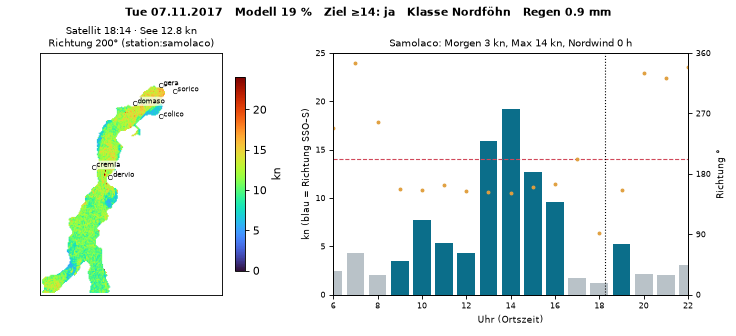 Tue 07.11.2017   Modell 19 %   Ziel ≥14: ja   Klasse Nordföhn   Regen 0.9 mm
Satellit 18:14 · See 12.8 kn
Richtung 200° (station:samolaco)
gera
sorico
domaso
colico
cremia
dervio
20
15
10
5
0
kn
Samolaco: Morgen 3 kn, Max 14 kn, Nordwind 0 h
25
20
15
10
5
0
kn (blau = Richtung SSO-S)
360
270
180
90
0
Richtung °
6 8 10 12 14 16 18 20 22
Uhr (Ortszeit)